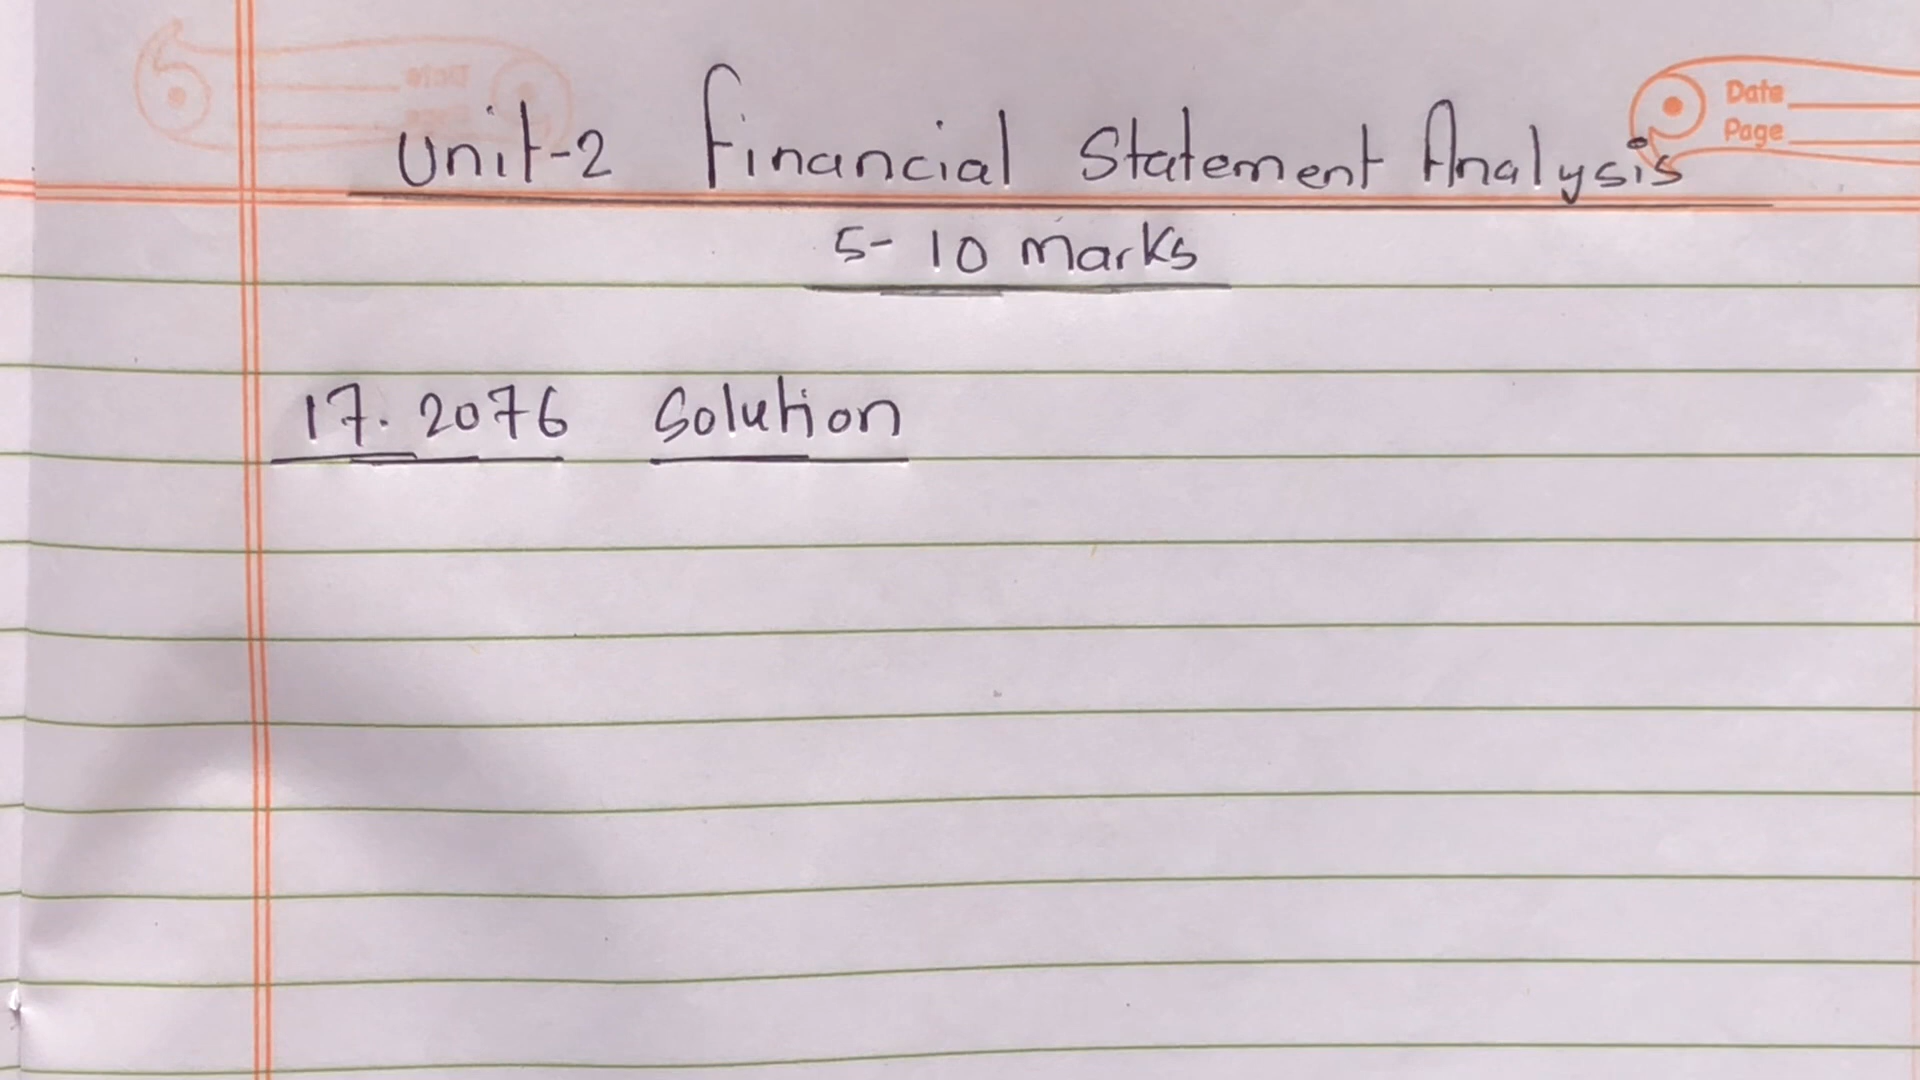 Date
Page
Unit-2 Financial Statement Analysis
5-10 marks
17. 2076 Solution